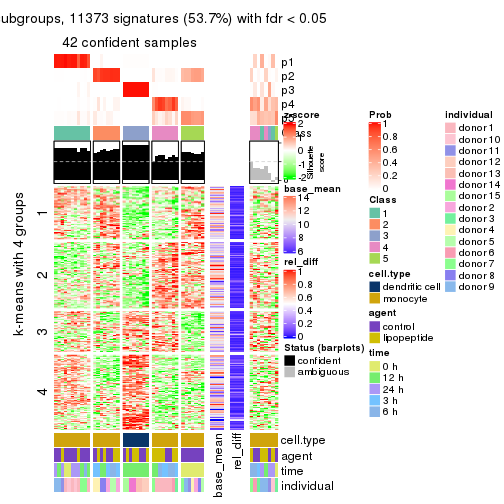 ubgroups, 11373 signatures (53.7%) with fdr < 0.05
42 confident samples
p1
p2
p3
p4
z-score
2
1
0
-1
-2
Silhouette
score
1
2
3
4
k-means with 4 groups
base_mean
14
12
10
8
6
rel_diff
1
0.8
0.6
0.4
0.2
0
Status (barplots)
confident
ambiguous
cell.type
agent
time
individual
base_mean
rel_diff
Prob
1
0.8
0.6
0.4
0.2
0
Class
1
2
3
4
5
cell.type
dendritic cell
monocyte
agent
control
lipopeptide
time
0 h
12 h
24 h
3 h
6 h
individual
donor 1
donor 10
donor 11
donor 12
donor 13
donor 14
donor 15
donor 2
donor 3
donor 4
donor 5
donor 6
donor 7
donor 8
donor 9